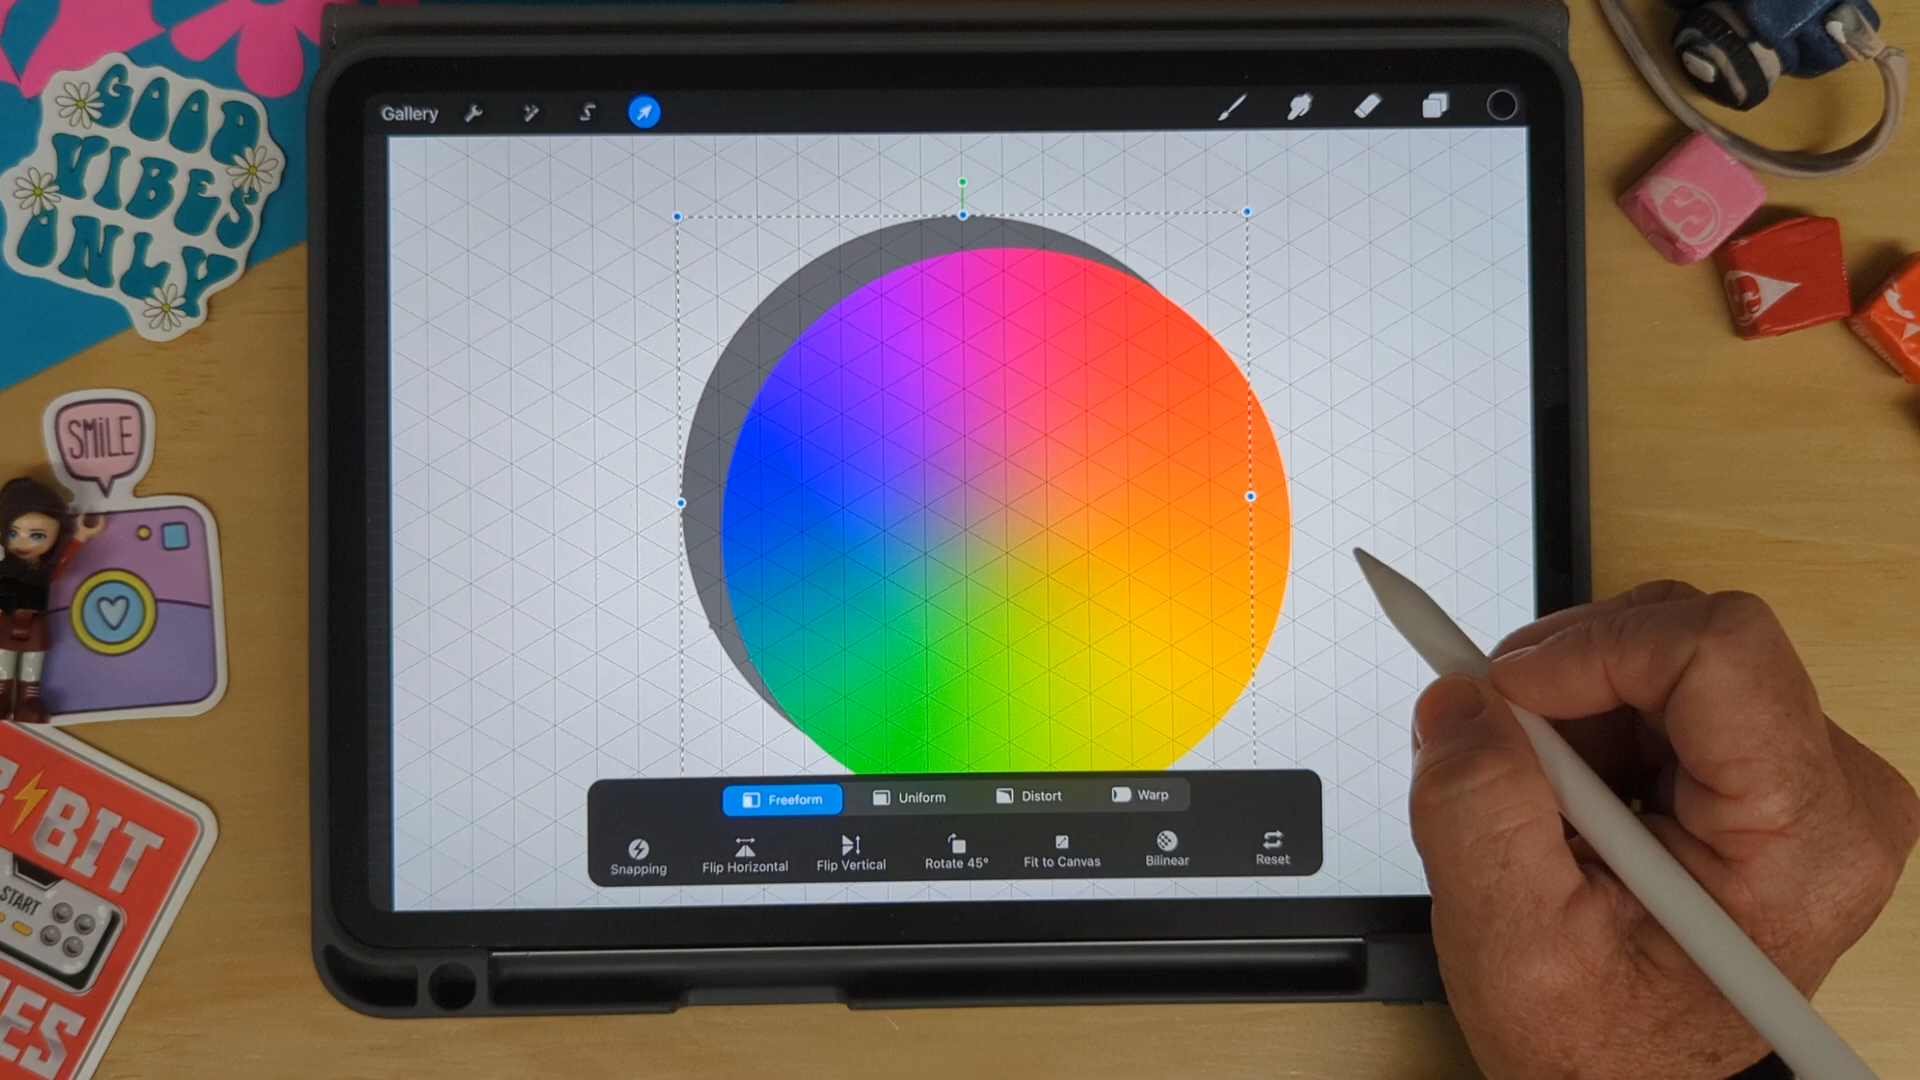 GOOD
VIBES
ONLY
SMiLE
BIT
START
ES
Gallery
Freeform
Uniform
Distort
Warp
Snapping
Flip Horizontal
Flip Vertical
Rotate 45°
Fit to Canvas
Bilinear
Reset
S
S